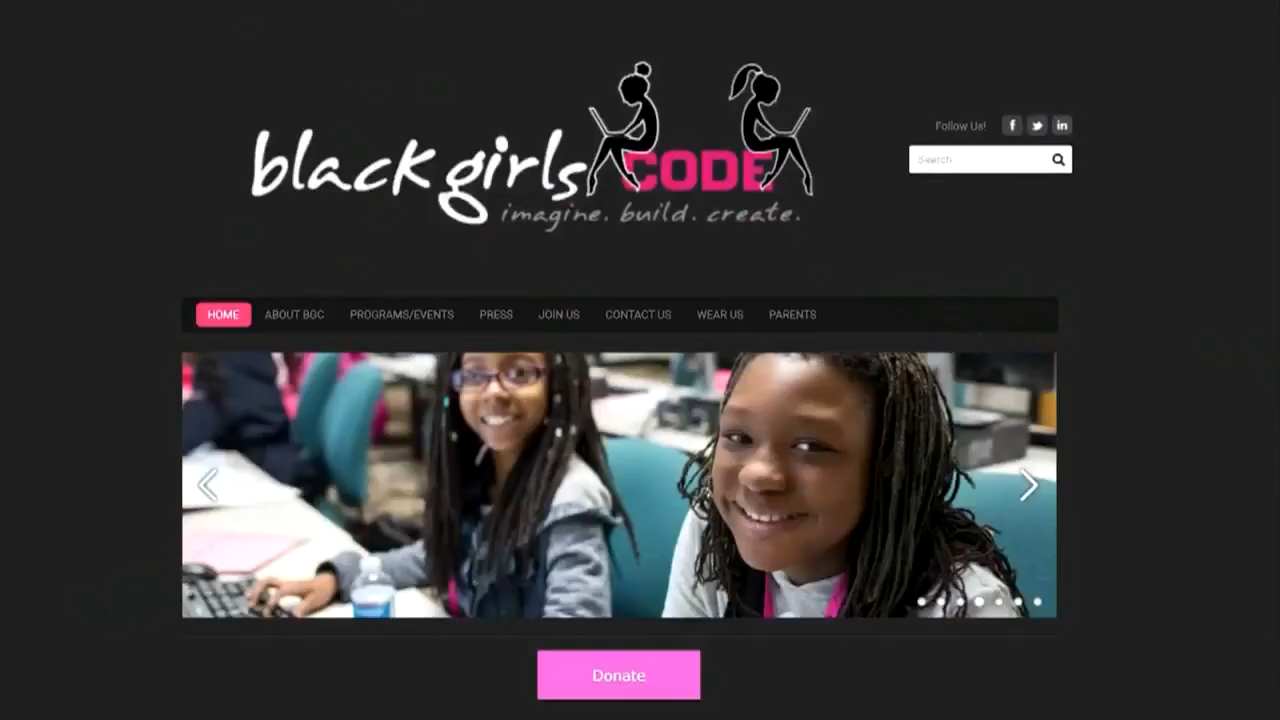 black girls CODE
imagine. build. create.
Follow Us!
Search
HOME ABOUT BGC PROGRAMS/EVENTS PRESS JOIN US CONTACT US WEAR US PARENTS
Donate